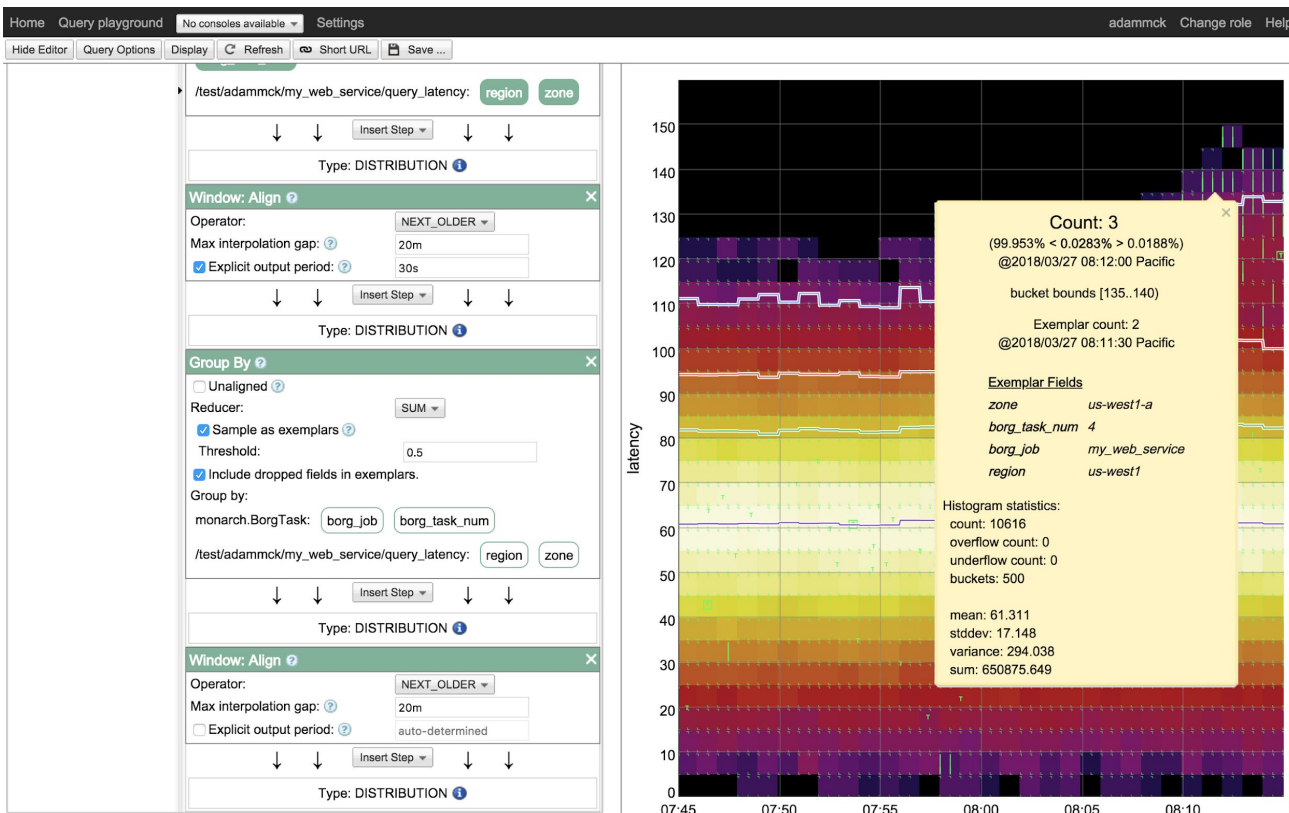 Home Query playground No consoles available Settings adammck Change role Help
Hide Editor Query Options Display Refresh Short URL Save ...
/test/adammck/my_web_service/query_latency: region zone
Insert Step
Type: DISTRIBUTION
Window: Align
Operator: NEXT_OLDER
Max interpolation gap: 20m
Explicit output period: 30s
Insert Step
Type: DISTRIBUTION
Group By
Unaligned
Reducer: SUM
Sample as exemplars
Threshold: 0.5
Include dropped fields in exemplars.
Group by:
monarch.BorgTask: borg_job borg_task_num
/test/adammck/my_web_service/query_latency: region zone
Insert Step
Type: DISTRIBUTION
Window: Align
Operator: NEXT_OLDER
Max interpolation gap: 20m
Explicit output period: auto-determined
Insert Step
Type: DISTRIBUTION
latency
150
140
130
120
110
100
90
80
70
60
50
40
30
20
10
0
07:45 07:50 07:55 08:00 08:05 08:10
Count: 3
(99.953% < 0.0283% > 0.0188%)
@2018/03/27 08:12:00 Pacific
bucket bounds [135..140)
Exemplar count: 2
@2018/03/27 08:11:30 Pacific
Exemplar Fields
zone us-west1-a
borg_task_num 4
borg_job my_web_service
region us-west1
Histogram statistics:
count: 10616
overflow count: 0
underflow count: 0
buckets: 500
mean: 61.311
stddev: 17.148
variance: 294.038
sum: 650875.649